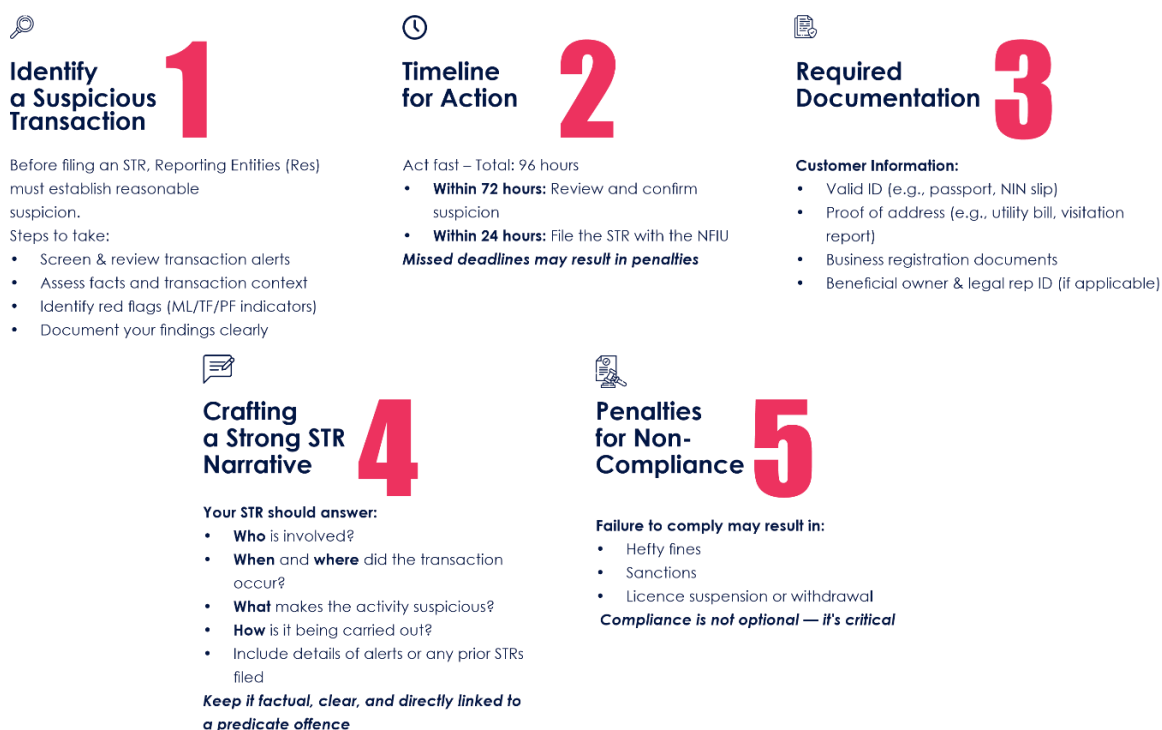 1
Identify
a Suspicious
Transaction
Before filing an STR, Reporting Entities (Res)
must establish reasonable
suspicion.
Steps to take:
• Screen & review transaction alerts
• Assess facts and transaction context
• Identify red flags (ML/TF/PF indicators)
• Document your findings clearly
2
Timeline
for Action
Act fast – Total: 96 hours
• Within 72 hours: Review and confirm
suspicion
• Within 24 hours: File the STR with the NFIU
Missed deadlines may result in penalties
3
Required
Documentation
Customer Information:
• Valid ID (e.g., passport, NIN slip)
• Proof of address (e.g., utility bill, visitation
report)
• Business registration documents
• Beneficial owner & legal rep ID (if applicable)
4
Crafting
a Strong STR
Narrative
Your STR should answer:
• Who is involved?
• When and where did the transaction
occur?
• What makes the activity suspicious?
• How is it being carried out?
• Include details of alerts or any prior STRs
filed
Keep it factual, clear, and directly linked to
a predicate offence
5
Penalties
for Non-
Compliance
Failure to comply may result in:
• Hefty fines
• Sanctions
• Licence suspension or withdrawal
Compliance is not optional — it's critical